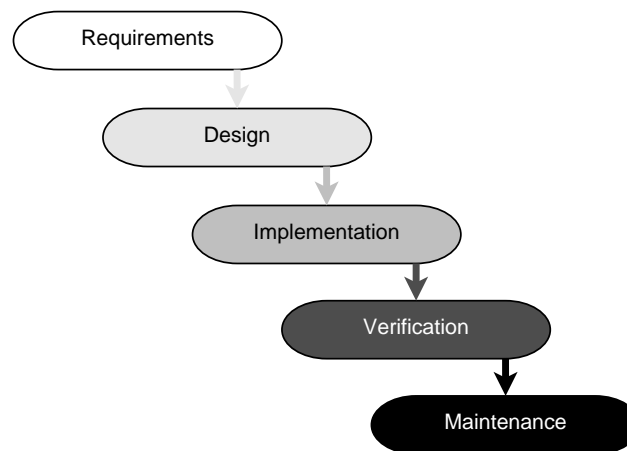 Requirements
Design
Implementation
Verification
Maintenance